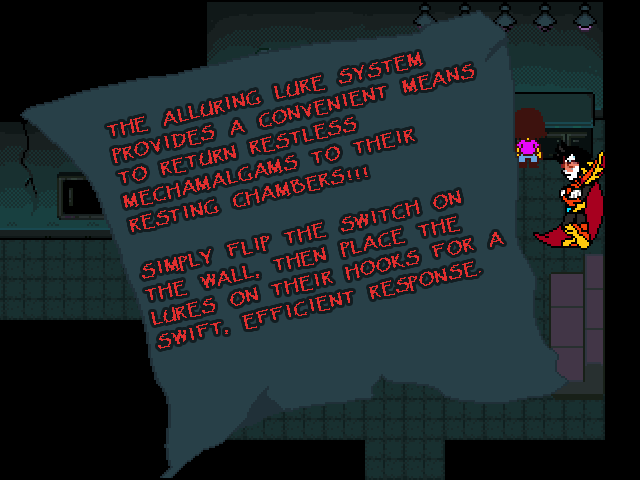 THE ALLURING LURE SYSTEM
PROVIDES A CONVENIENT MEANS
TO RETURN RESTLESS
MECHAMALGAMS TO THEIR
RESTING CHAMBERS!!!
SIMPLY FLIP THE SWITCH ON
THE WALL, THEN PLACE THE
LURES ON THEIR HOOKS FOR A
SWIFT, EFFICIENT RESPONSE.